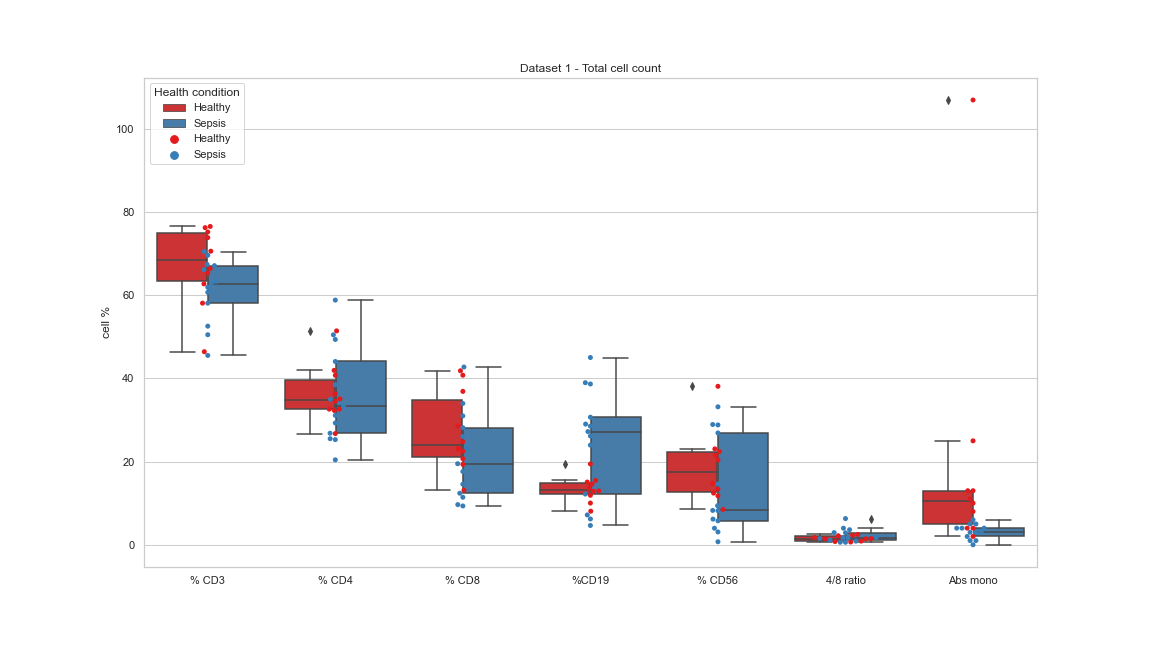 Dataset 1 - Total cell count
Health condition
Healthy
Sepsis
Healthy
Sepsis
cell %
100
80
60
40
20
0
% CD3
% CD4
% CD8
%CD19
% CD56
4/8 ratio
Abs mono